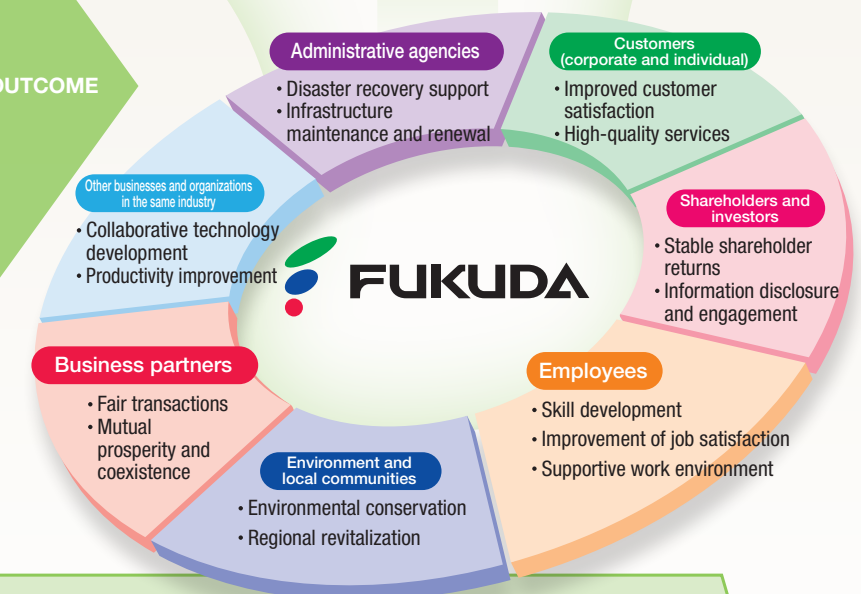 OUTCOME
Administrative agencies
• Disaster recovery support
• Infrastructure
maintenance and renewal
Customers
(corporate and individual)
• Improved customer
satisfaction
• High-quality services
Other businesses and organizations
in the same industry
• Collaborative technology
development
• Productivity improvement
Shareholders and
investors
• Stable shareholder
returns
• Information disclosure
and engagement
FUKUDA
Business partners
• Fair transactions
• Mutual
prosperity and
coexistence
Employees
• Skill development
• Improvement of job satisfaction
• Supportive work environment
Environment and
local communities
• Environmental conservation
• Regional revitalization